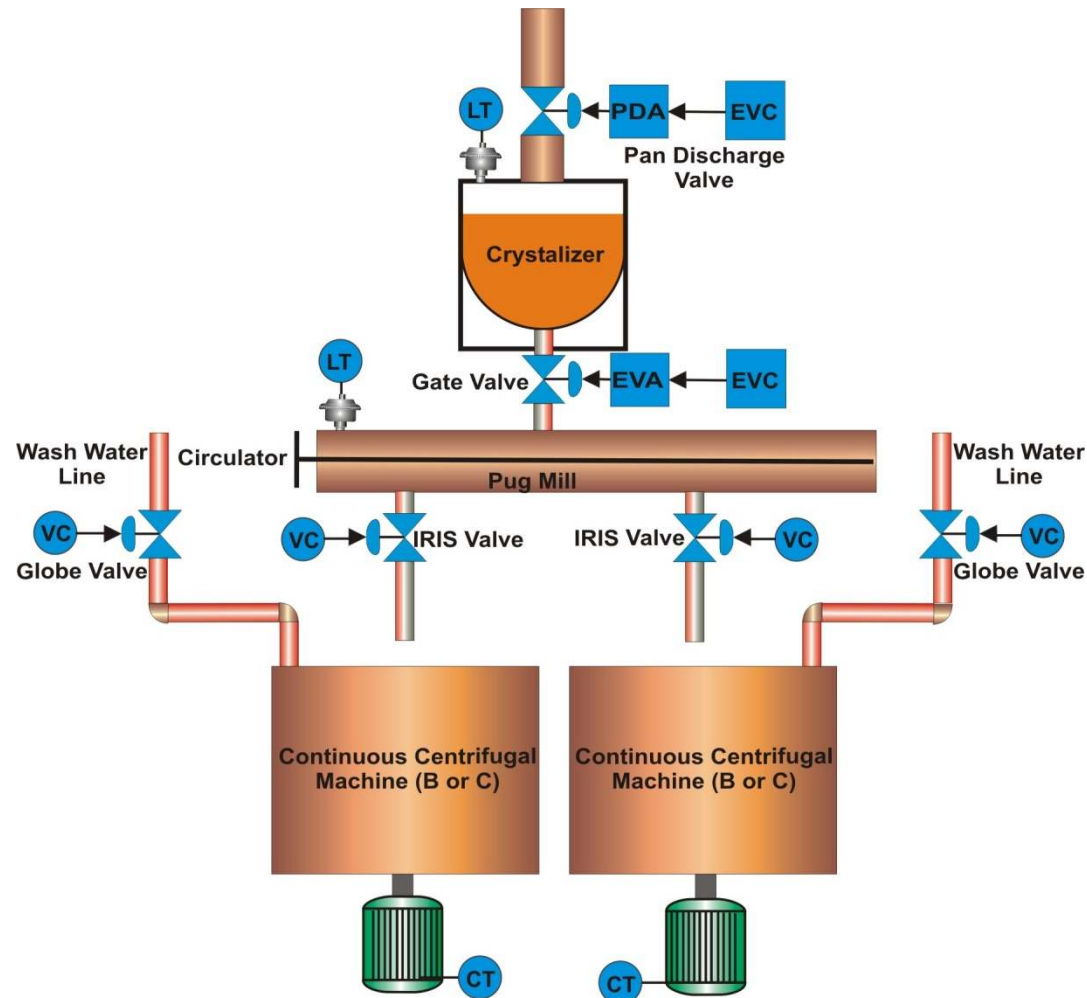 LT
PDA
EVC
Pan Discharge
Valve
Crystalizer
LT
Gate Valve
EVA
EVC
Wash Water
Line
Circulator
Pug Mill
Wash Water
Line
VC
Globe Valve
VC
IRIS Valve
IRIS Valve
VC
VC
Globe Valve
Continuous Centrifugal
Machine (B or C)
Continuous Centrifugal
Machine (B or C)
CT
CT